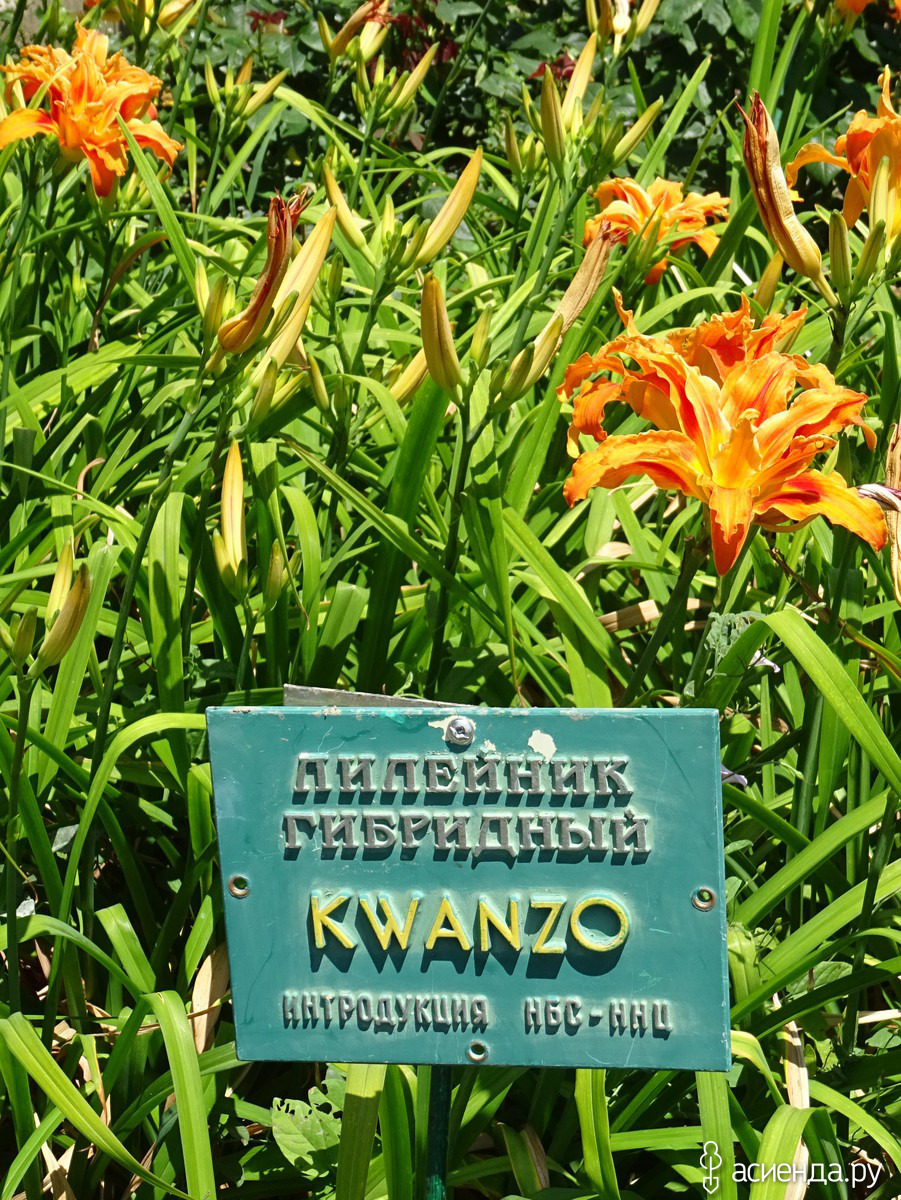 ЛИЛЕЙНИК
ГИБРИДНЫЙ
KWANZO
ИНТРОДУКЦИЯ НБС-ННЦ
асиенда.ру